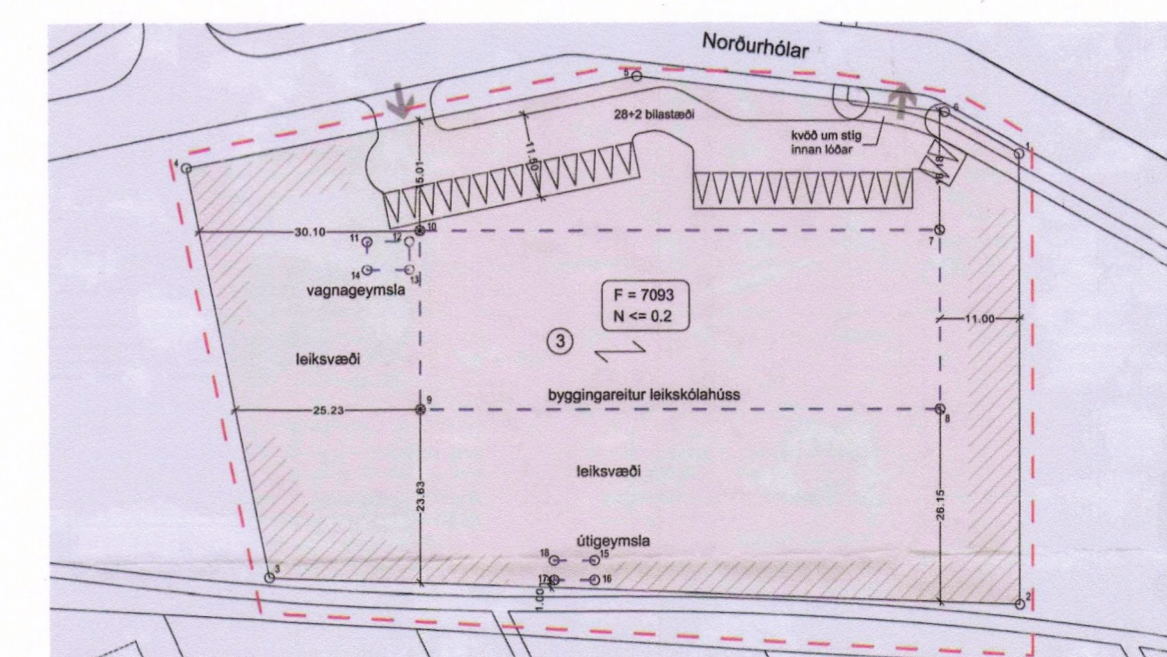 Norðurhólar
5
28+2 bílastæði
6
kvöð um stig
innan lóðar
1
4
11.50
15.01
30.10
11
12
10
7
14
13
vagnageymsla
F = 7093
N <= 0.2
11.00
3
leiksvæði
byggingareitur leikskólahúss
25.23
9
8
leiksvæði
23.63
26.15
útigeymsla
18
15
3
17
16
1.00
2